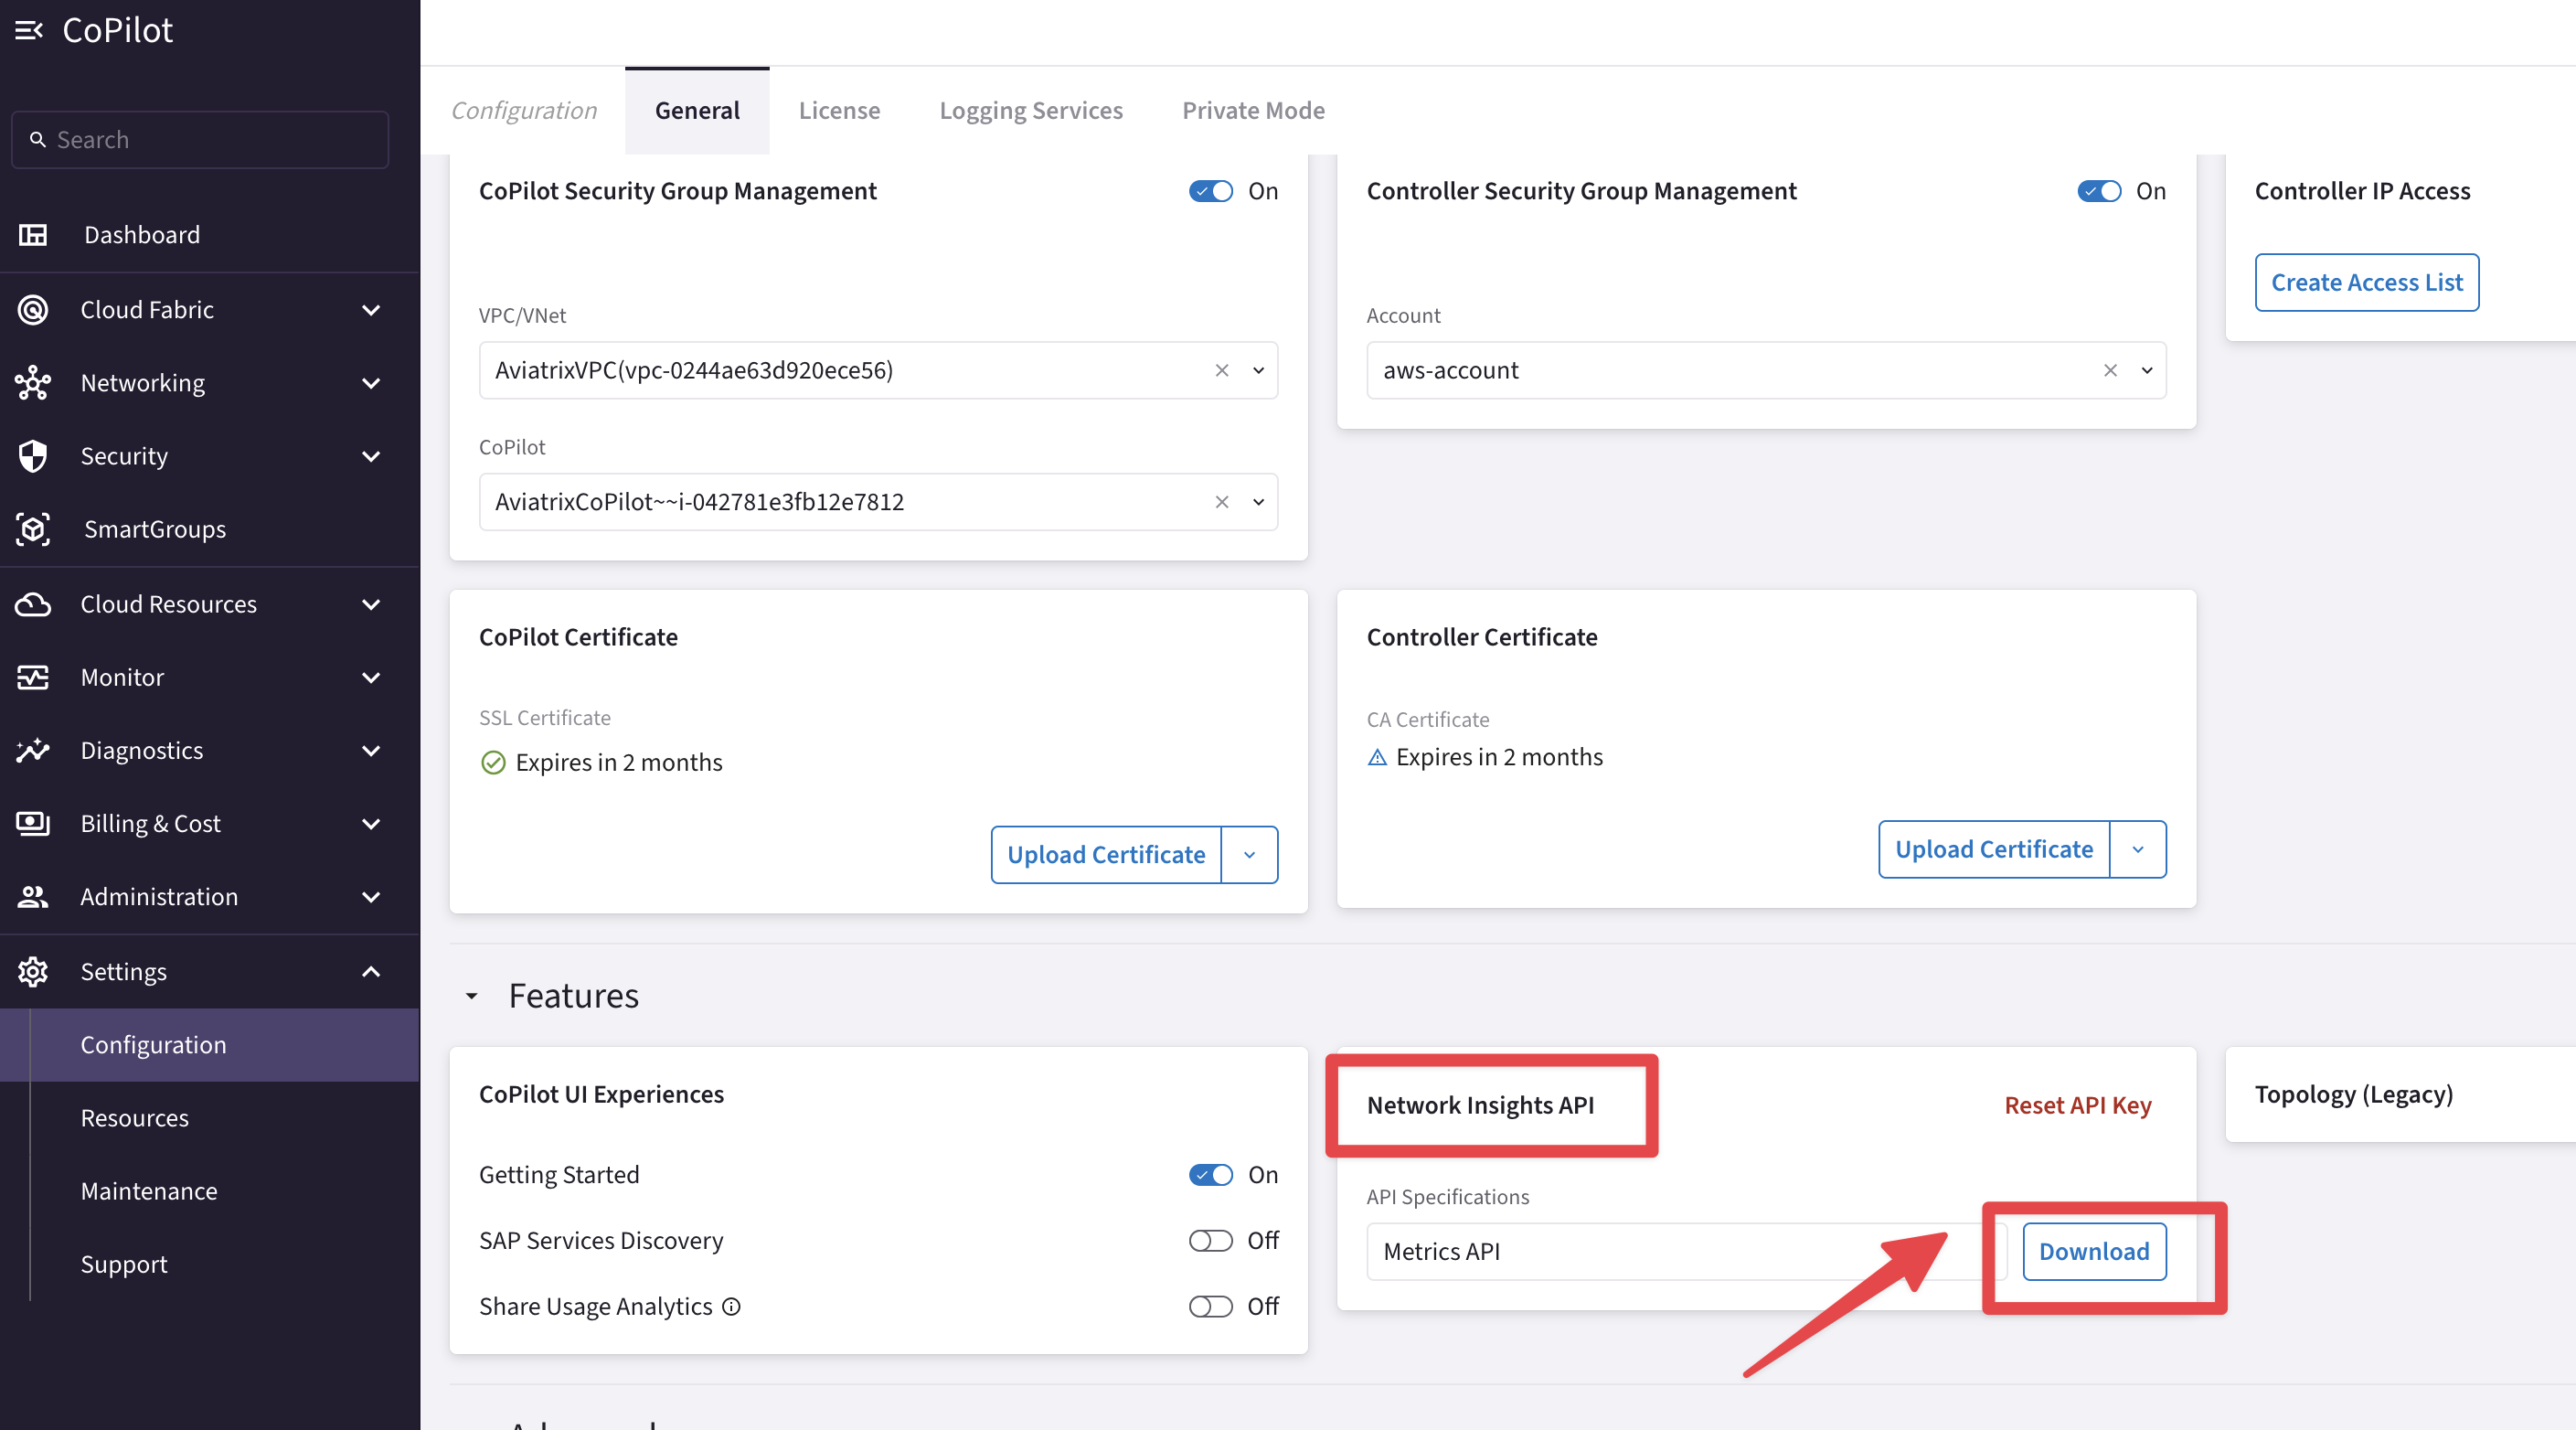 CoPilot
Search
Dashboard
Cloud Fabric
Networking
Security
SmartGroups
Cloud Resources
Monitor
Diagnostics
Billing & Cost
Administration
Settings
Configuration
Resources
Maintenance
Support
Configuration
General
License
Logging Services
Private Mode
CoPilot Security Group Management
On
VPC/VNet
AviatrixVPC(vpc-0244ae63d920ece56)
CoPilot
AviatrixCoPilot~~i-042781e3fb12e7812
Controller Security Group Management
On
Account
aws-account
Controller IP Access
Create Access List
CoPilot Certificate
SSL Certificate
Expires in 2 months
Upload Certificate
Controller Certificate
CA Certificate
Expires in 2 months
Upload Certificate
Features
CoPilot UI Experiences
Getting Started
On
SAP Services Discovery
Off
Share Usage Analytics
Off
Network Insights API
Reset API Key
API Specifications
Metrics API
Download
Topology (Legacy)